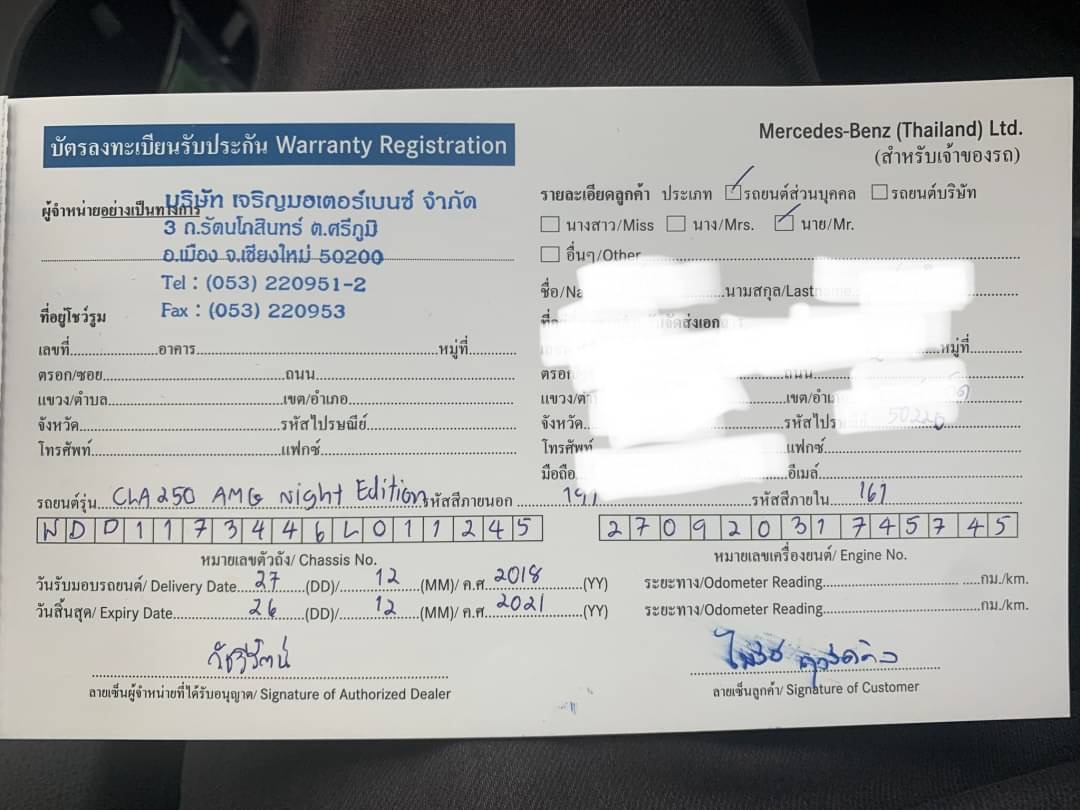 บัตรลงทะเบียนรับประกัน Warranty Registration
Mercedes-Benz (Thailand) Ltd.
(สำหรับเจ้าของรถ)
ผู้จำหน่ายอย่างเป็นทางการ
บริษัท เจริญมอเตอร์เบนซ์ จำกัด
3 ถ.รัตนโกสินทร์ ต.ศรีภูมิ
อ.เมือง จ.เชียงใหม่ 50200
Tel : (053) 220951-2
Fax : (053) 220953
ที่อยู่โชว์รูม
เลขที่ อาคาร หมู่ที่
ตรอก/ซอย ถนน
แขวง/ตำบล เขต/อำเภอ
จังหวัด รหัสไปรษณีย์
โทรศัพท์ แฟกซ์
รายละเอียดลูกค้า ประเภท รถยนต์ส่วนบุคคล รถยนต์บริษัท
นางสาว/Miss นาง/Mrs. นาย/Mr.
อื่นๆ/Other
ชื่อ/Na นามสกุล/Lastname
จัดส่งเอกสาร
หมู่ที่
ตรอก ถนน
แขวง/ตำ เขต/อำเภ
จังหวัด รหัสไปรษณีย์ 50220
โทรศัพท์ แฟกซ์
มือถือ อีเมล์
รถยนต์รุ่น CLA 250 AMG Night Edition รหัสสีภายนอก 191 รหัสสีภายใน 161
WDD1173446L011245 27092031745745
หมายเลขตัวถัง/ Chassis No. หมายเลขเครื่องยนต์/ Engine No.
วันรับมอบรถยนต์/ Delivery Date 27 (DD)/ 12 (MM)/ ค.ศ. 2018 (YY) ระยะทาง/Odometer Reading กม./km.
วันสิ้นสุด/ Expiry Date 26 (DD)/ 12 (MM)/ ค.ศ. 2021 (YY) ระยะทาง/Odometer Reading กม./km.
ลายเซ็นผู้จำหน่ายที่ได้รับอนุญาต/ Signature of Authorized Dealer
ลายเซ็นลูกค้า/ Signature of Customer